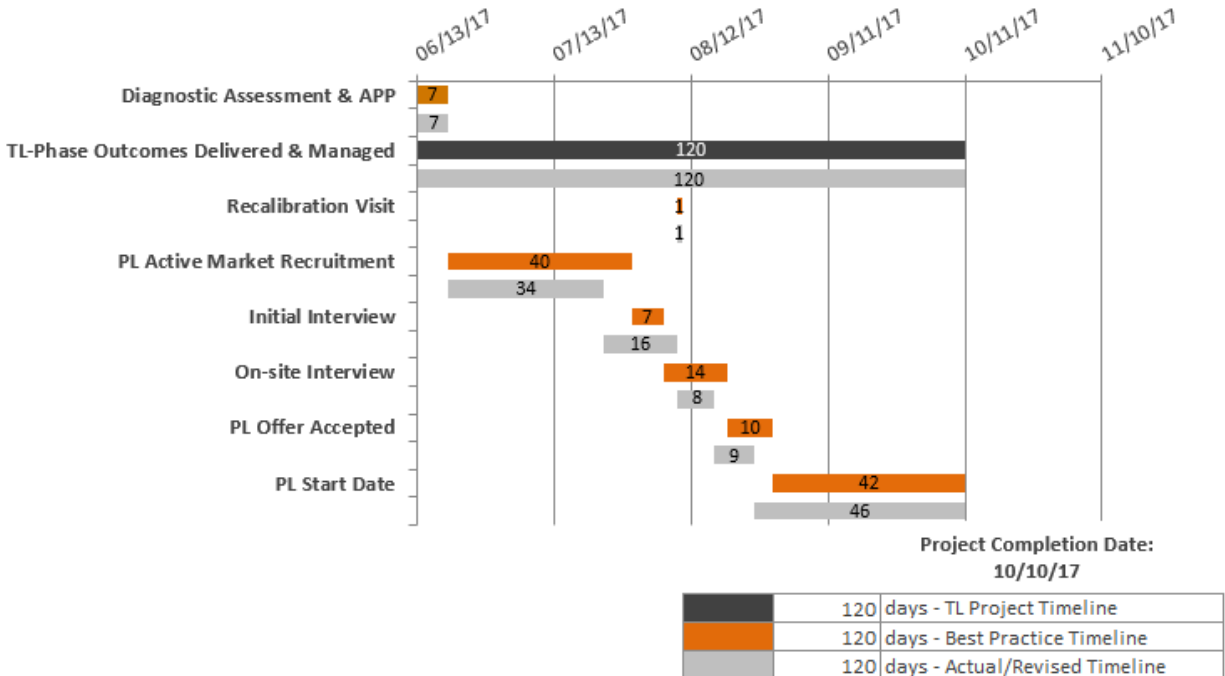 06/13/17 07/13/17 08/12/17 09/11/17 10/11/17 11/10/17
Diagnostic Assessment & APP 7
7
TL-Phase Outcomes Delivered & Managed 120
120
Recalibration Visit 1
1
PL Active Market Recruitment 40
34
Initial Interview 7
16
On-site Interview 14
8
PL Offer Accepted 10
9
PL Start Date 42
46
Project Completion Date:
10/10/17
120 days - TL Project Timeline
120 days - Best Practice Timeline
120 days - Actual/Revised Timeline